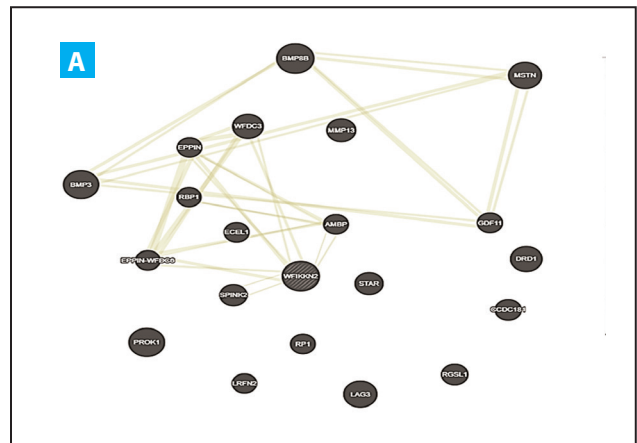 A
BMP8B
MSTN
WFDC3
MMP13
EPPIN
BMP3
RBP1
AMBP
GDF11
ECEL1
EPPIN-WFDC6
DRD1
WFIKKN2
STAR
SPINK2
CCDC181
PROK1
RP1
RGSL1
LRFN2
LAG3